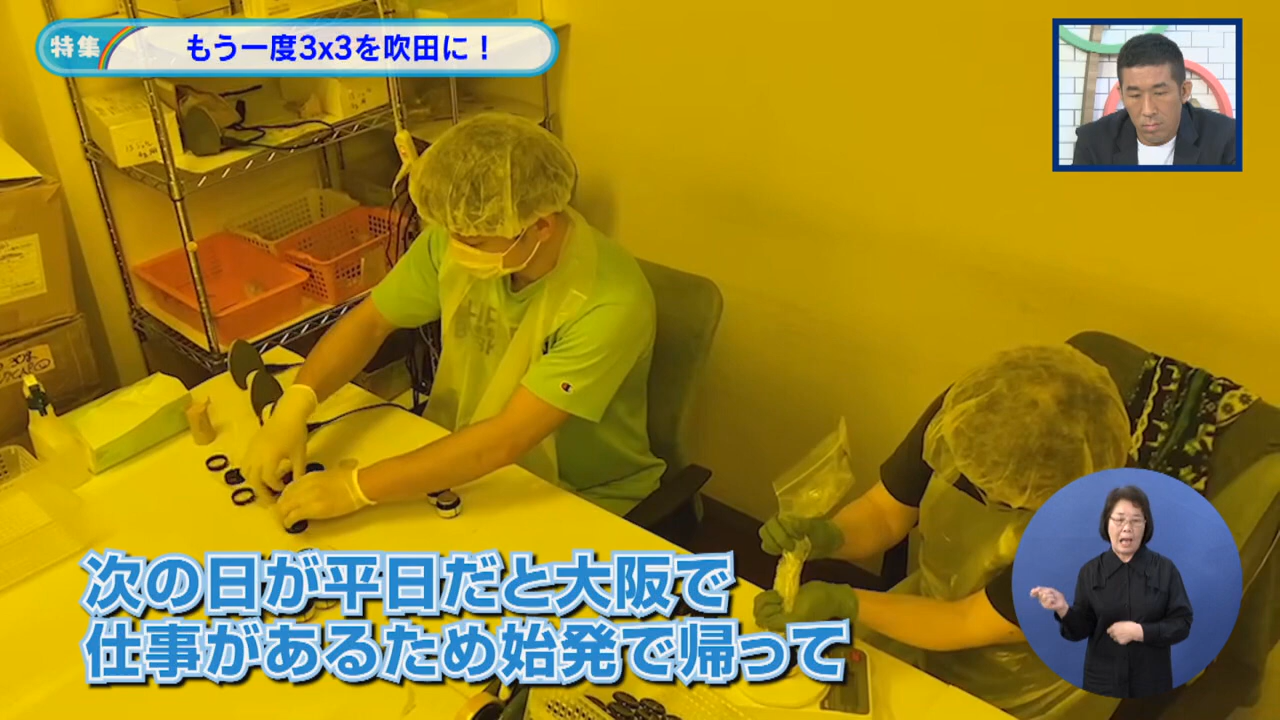 特集
もう一度3x3を吹田に！
次の日が平日だと大阪で
仕事があるため始発で帰って